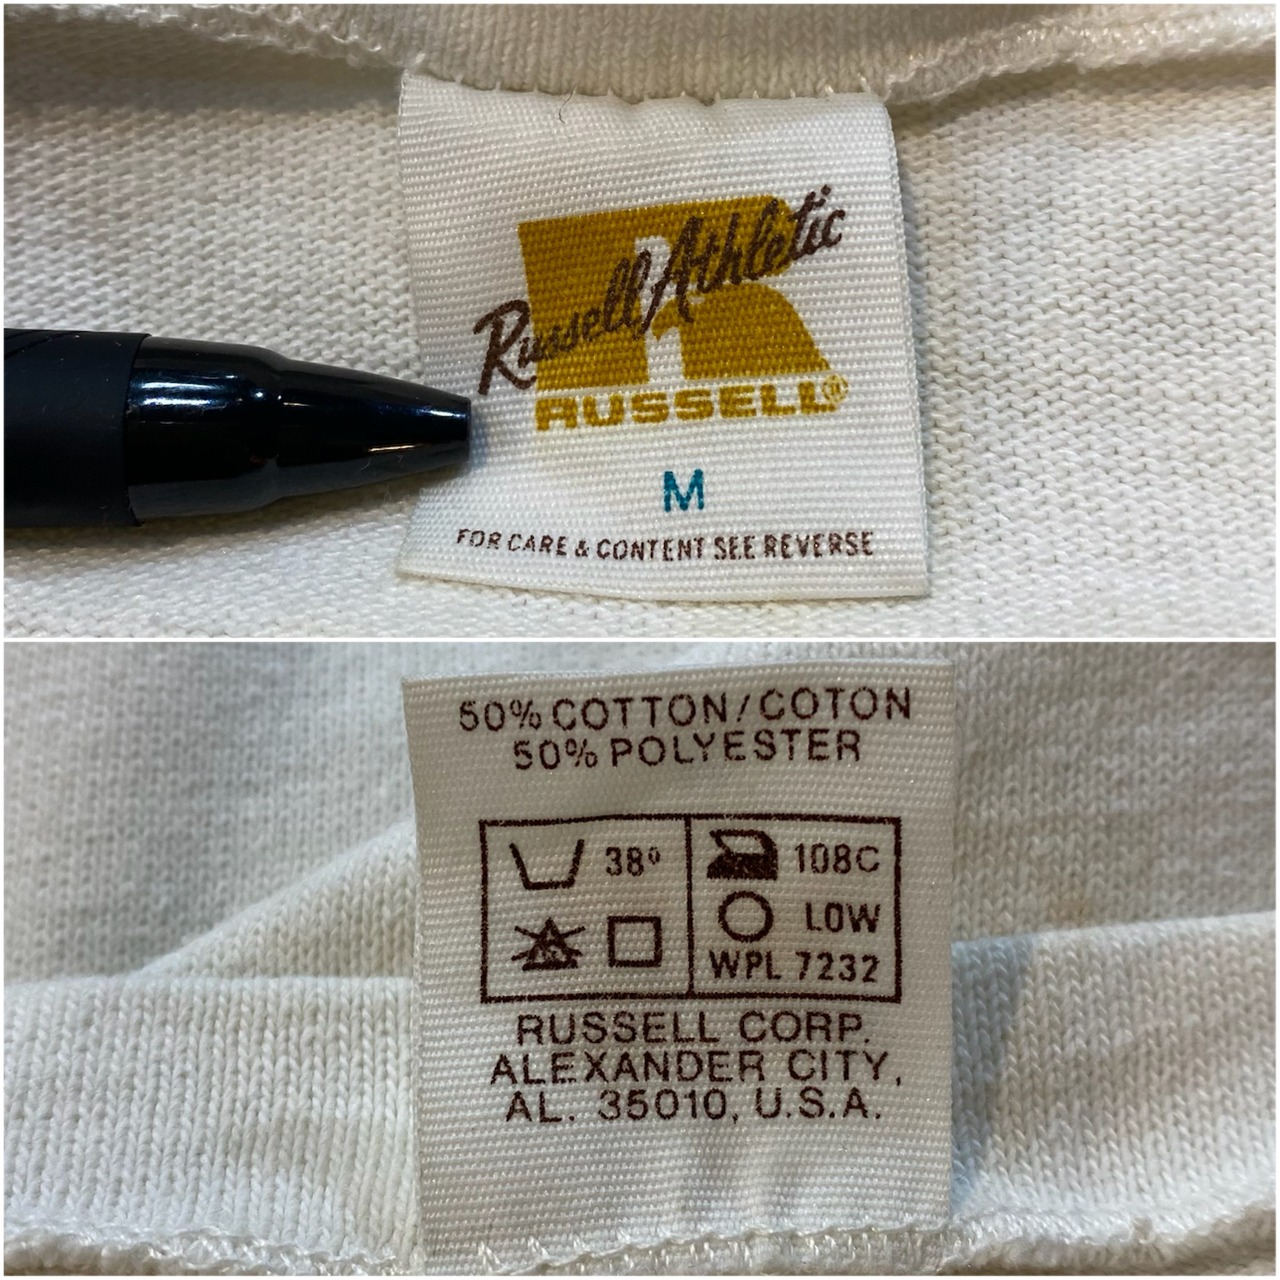 Russell Athletic
RUSSELL®
M
FOR CARE & CONTENT SEE REVERSE
50% COTTON/COTON
50% POLYESTER
38º
108C
LOW
WPL 7232
RUSSELL CORP.
ALEXANDER CITY,
AL. 35010, U.S.A.